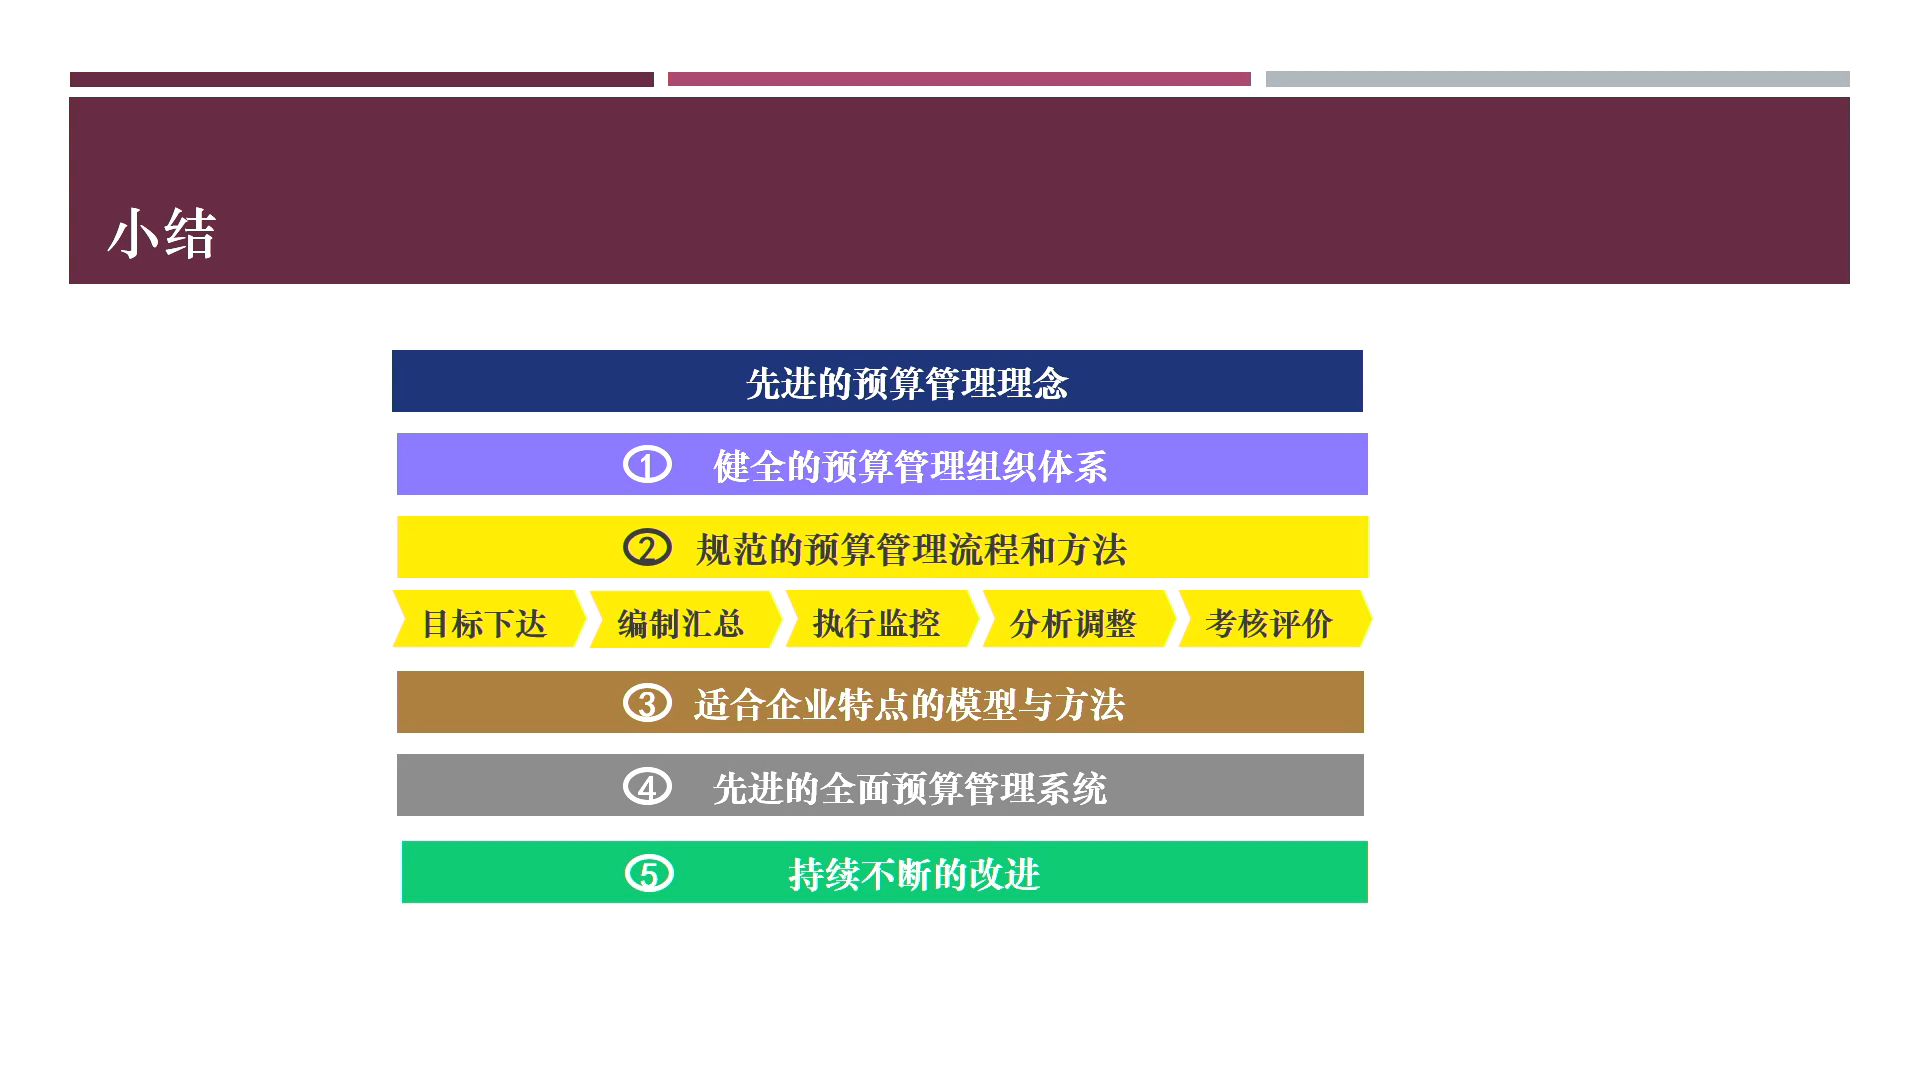 小结
先进的预算管理理念
① 健全的预算管理组织体系
② 规范的预算管理流程和方法
目标下达 编制汇总 执行监控 分析调整 考核评价
③ 适合企业特点的模型与方法
④ 先进的全面预算管理系统
⑤ 持续不断的改进